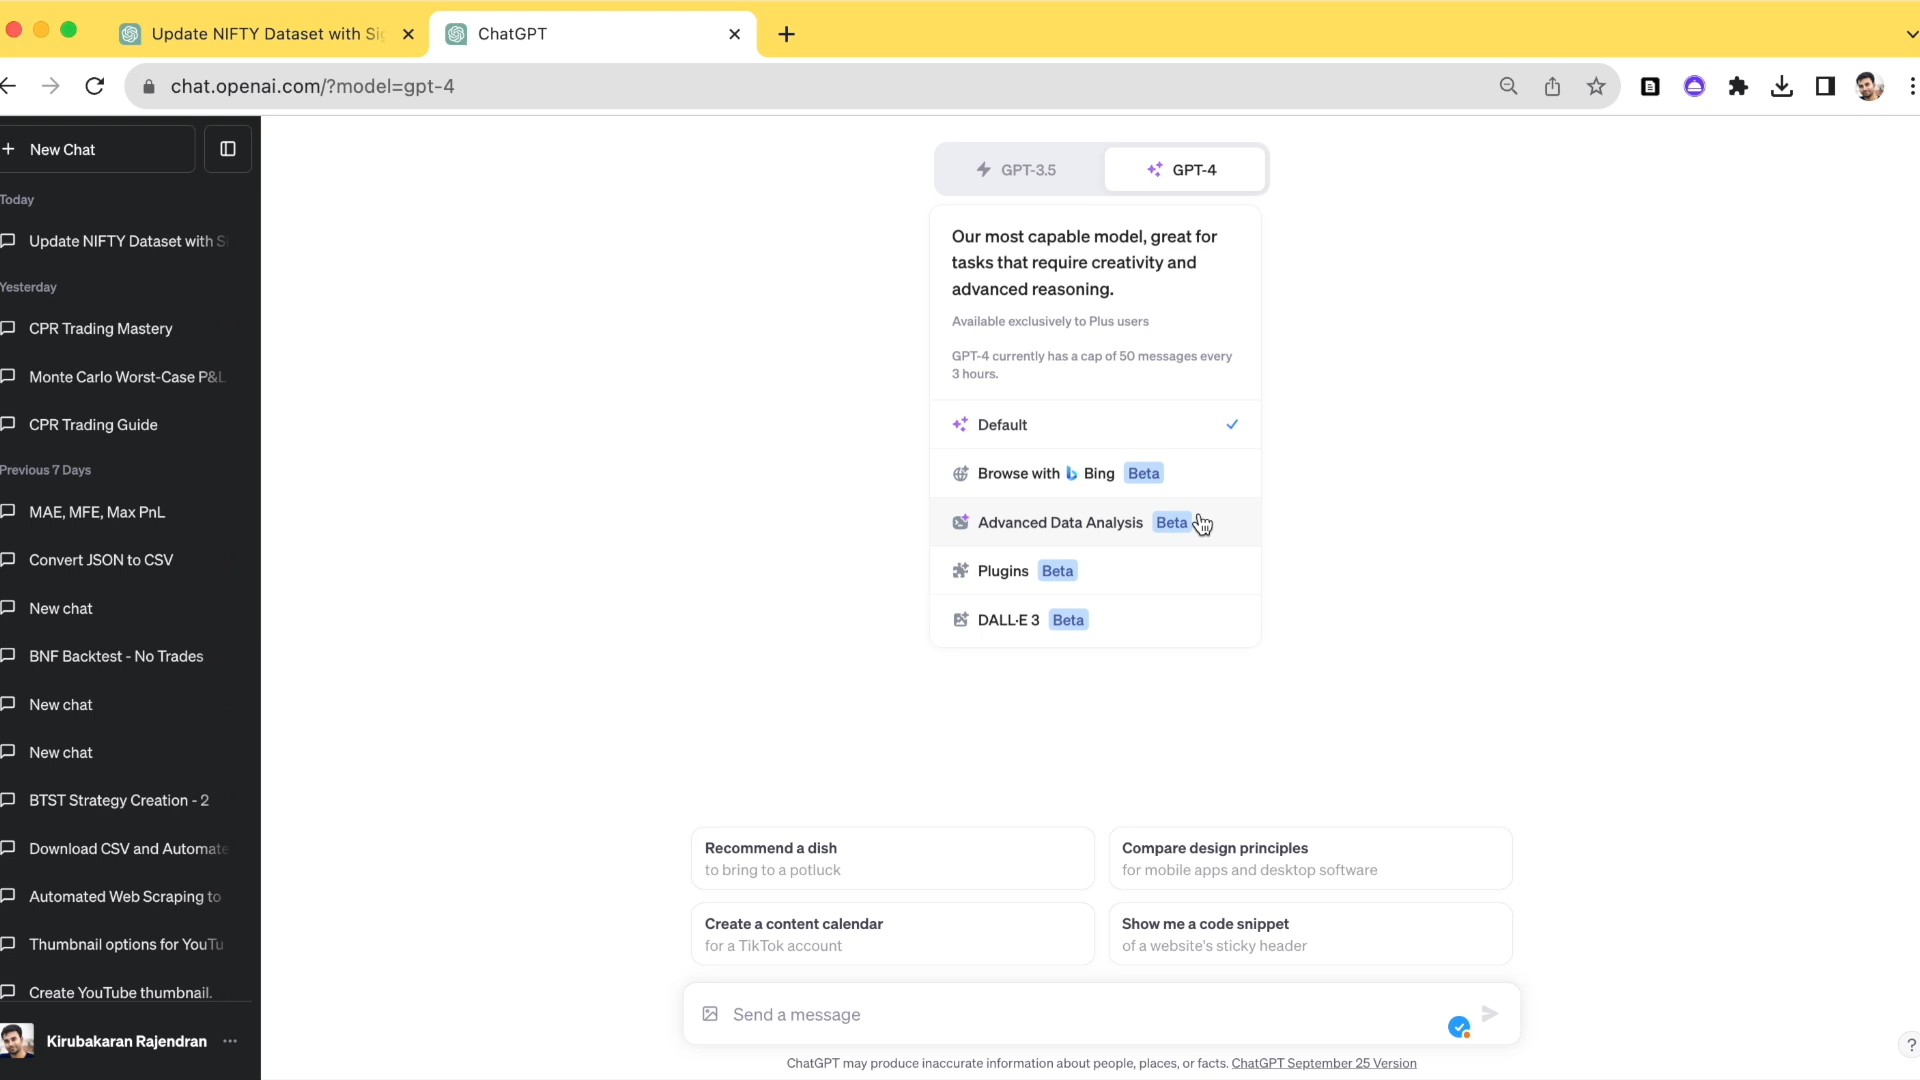 Update NIFTY Dataset with Si
ChatGPT
chat.openai.com/?model=gpt-4
New Chat
Today
Update NIFTY Dataset with S
Yesterday
CPR Trading Mastery
Monte Carlo Worst-Case P&L
CPR Trading Guide
Previous 7 Days
MAE, MFE, Max PnL
Convert JSON to CSV
New chat
BNF Backtest - No Trades
New chat
New chat
BTST Strategy Creation - 2
Download CSV and Automate
Automated Web Scraping to
Thumbnail options for YouTu
Create YouTube thumbnail.
Kirubakaran Rajendran
GPT-3.5
GPT-4
Our most capable model, great for
tasks that require creativity and
advanced reasoning.
Available exclusively to Plus users
GPT-4 currently has a cap of 50 messages every
3 hours.
Default
Browse with Bing Beta
Advanced Data Analysis Beta
Plugins Beta
DALL·E 3 Beta
Recommend a dish
to bring to a potluck
Compare design principles
for mobile apps and desktop software
Create a content calendar
for a TikTok account
Show me a code snippet
of a website's sticky header
Send a message
ChatGPT may produce inaccurate information about people, places, or facts. ChatGPT September 25 Version
?